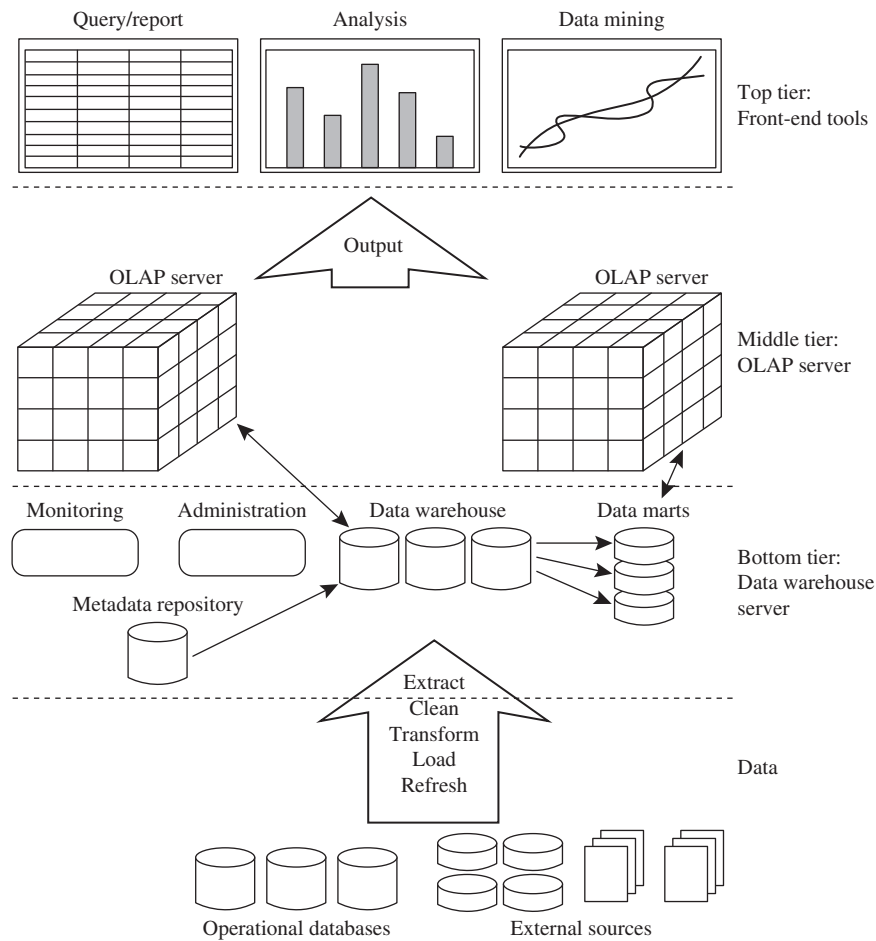 Query/report
Analysis
Data mining
Top tier:
Front-end tools
Output
OLAP server
OLAP server
Middle tier:
OLAP server
Monitoring
Administration
Data warehouse
Data marts
Bottom tier:
Data warehouse
server
Metadata repository
Extract
Clean
Transform
Load
Refresh
Data
Operational databases
External sources